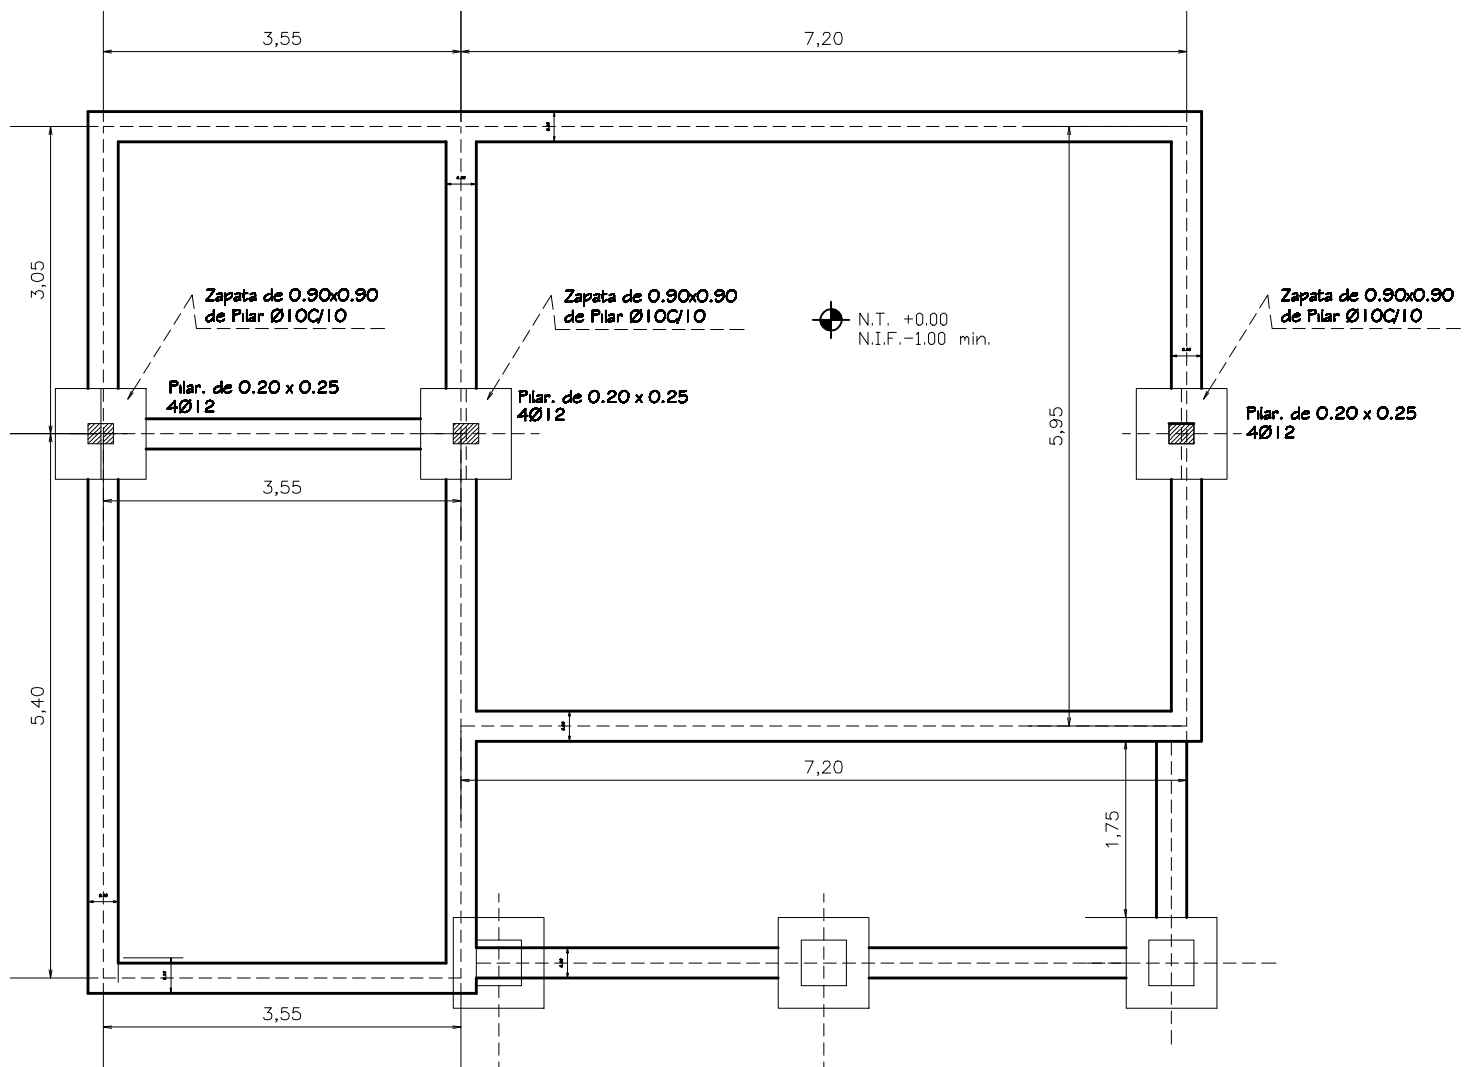 3,55
7,20
3,05
Zapata de 0.90x0.90
de Pilar Ø10C/10
Zapata de 0.90x0.90
de Pilar Ø10C/10
N.T. +0.00
N.I.F.-1.00 min.
Zapata de 0.90x0.90
de Pilar Ø10C/10
Pilar. de 0.20 x 0.25
4Ø12
Pilar. de 0.20 x 0.25
4Ø12
5,95
Pilar. de 0.20 x 0.25
4Ø12
3,55
5,40
7,20
1,75
3,55